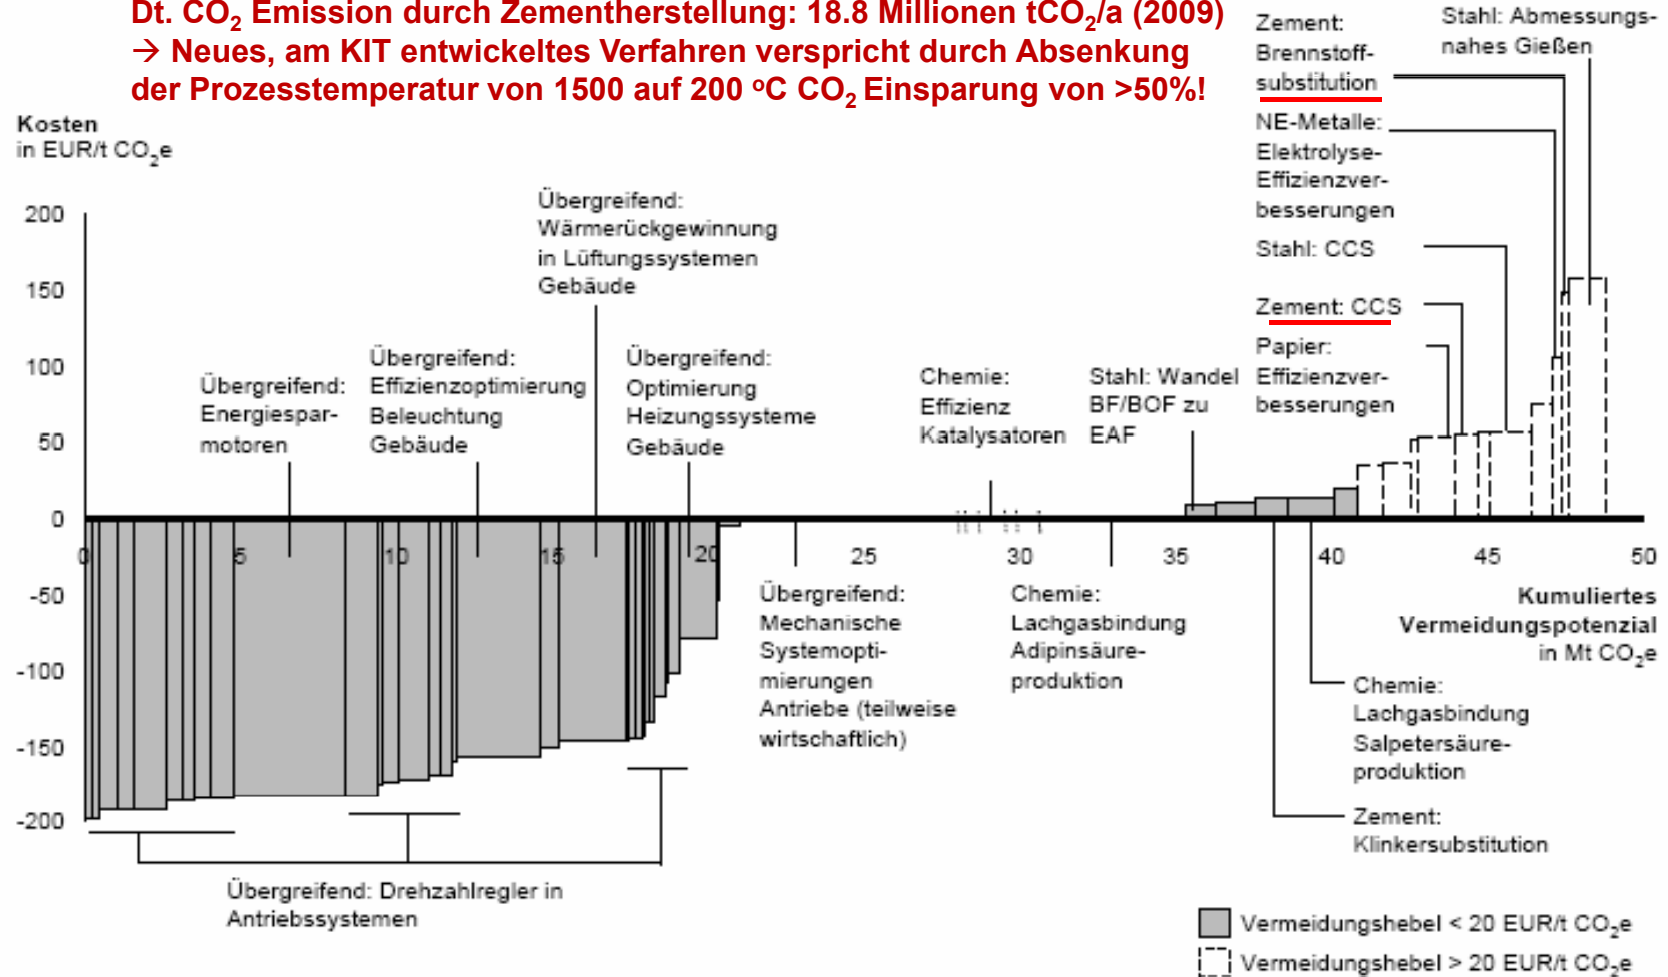 Dt. CO₂ Emission durch Zementherstellung: 18.8 Millionen tCO₂/a (2009)
→ Neues, am KIT entwickeltes Verfahren verspricht durch Absenkung
der Prozesstemperatur von 1500 auf 200 °C CO₂ Einsparung von >50%!
Kosten
in EUR/t CO₂e
200
150
100
50
0
-50
-100
-150
-200
0
5
10
15
20
25
30
35
40
45
50
Kumuliertes
Vermeidungspotenzial
in Mt CO₂e
Übergreifend:
Energiespar-
motoren
Übergreifend:
Effizienzoptimierung
Beleuchtung
Gebäude
Übergreifend:
Wärmerückgewinnung
in Lüftungssystemen
Gebäude
Übergreifend:
Optimierung
Heizungssysteme
Gebäude
Chemie:
Effizienz
Katalysatoren
Stahl: Wandel
BF/BOF zu
EAF
Zement:
Brennstoff-
substitution
Stahl: Abmessungs-
nahes Gießen
NE-Metalle:
Elektrolyse-
Effizienzver-
besserungen
Stahl: CCS
Zement: CCS
Papier:
Effizienzver-
besserungen
Übergreifend:
Mechanische
Systemopti-
mierungen
Antriebe (teilweise
wirtschaftlich)
Chemie:
Lachgasbindung
Adipinsäure-
produktion
Chemie:
Lachgasbindung
Salpetersäure-
produktion
Zement:
Klinkersubstitution
Übergreifend: Drehzahlregler in
Antriebssystemen
Vermeidungshebel < 20 EUR/t CO₂e
Vermeidungshebel > 20 EUR/t CO₂e